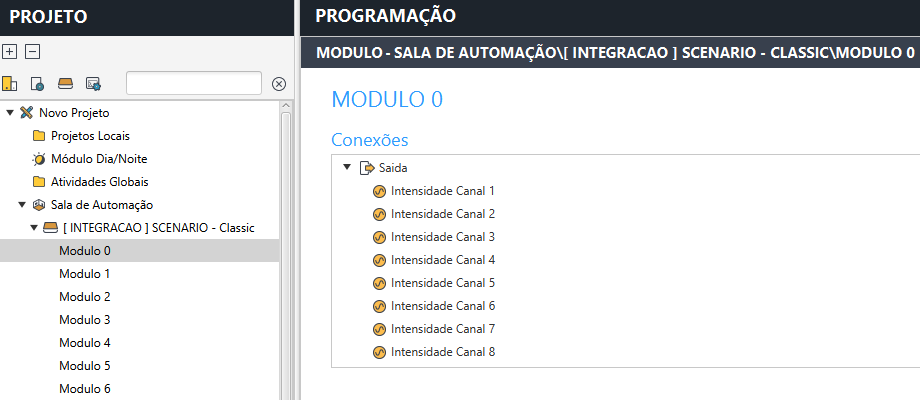 PROJETO
Novo Projeto
Projetos Locais
Módulo Dia/Noite
Atividades Globais
Sala de Automação
[ INTEGRACAO ] SCENARIO - Classic
Modulo 0
Modulo 1
Modulo 2
Modulo 3
Modulo 4
Modulo 5
Modulo 6
PROGRAMAÇÃO
MODULO - SALA DE AUTOMAÇÃO\[ INTEGRACAO ] SCENARIO - CLASSIC\MODULO 0
MODULO 0
Conexões
Saida
Intensidade Canal 1
Intensidade Canal 2
Intensidade Canal 3
Intensidade Canal 4
Intensidade Canal 5
Intensidade Canal 6
Intensidade Canal 7
Intensidade Canal 8